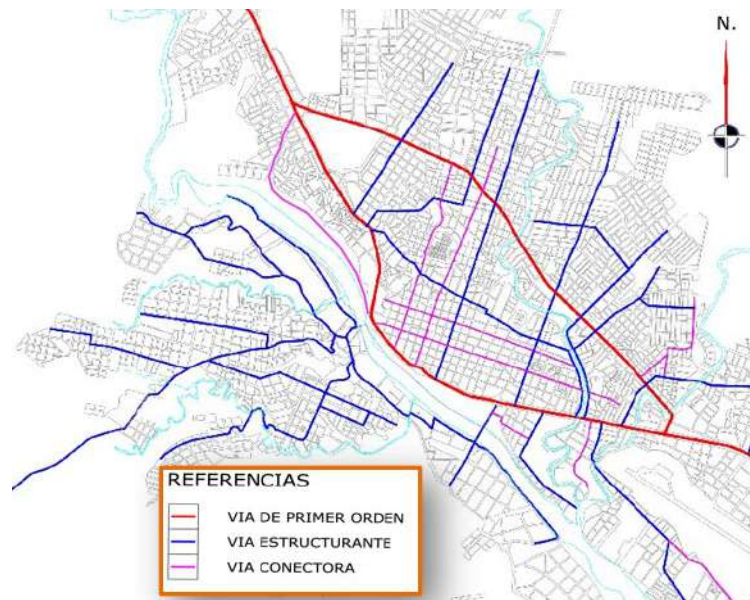 N.
REFERENCIAS
VIA DE PRIMER ORDEN
VIA ESTRUCTURANTE
VIA CONECTORA